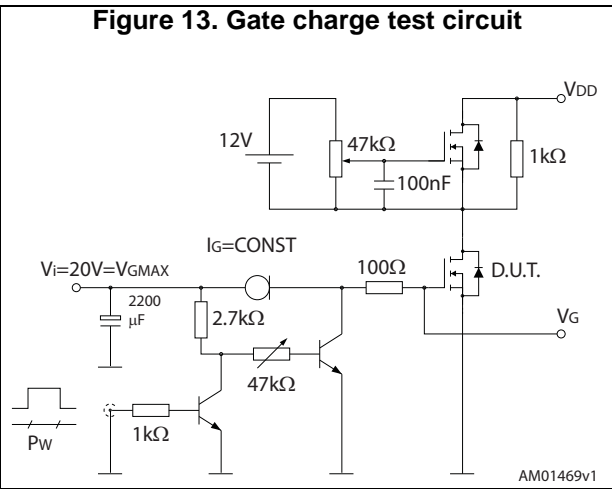 Figure 13. Gate charge test circuit
VDD
12V
47kΩ
1kΩ
100nF
IG=CONST
Vi=20V=VGMAX
100Ω
D.U.T.
2200
μF
2.7kΩ
VG
47kΩ
1kΩ
PW
AM01469v1